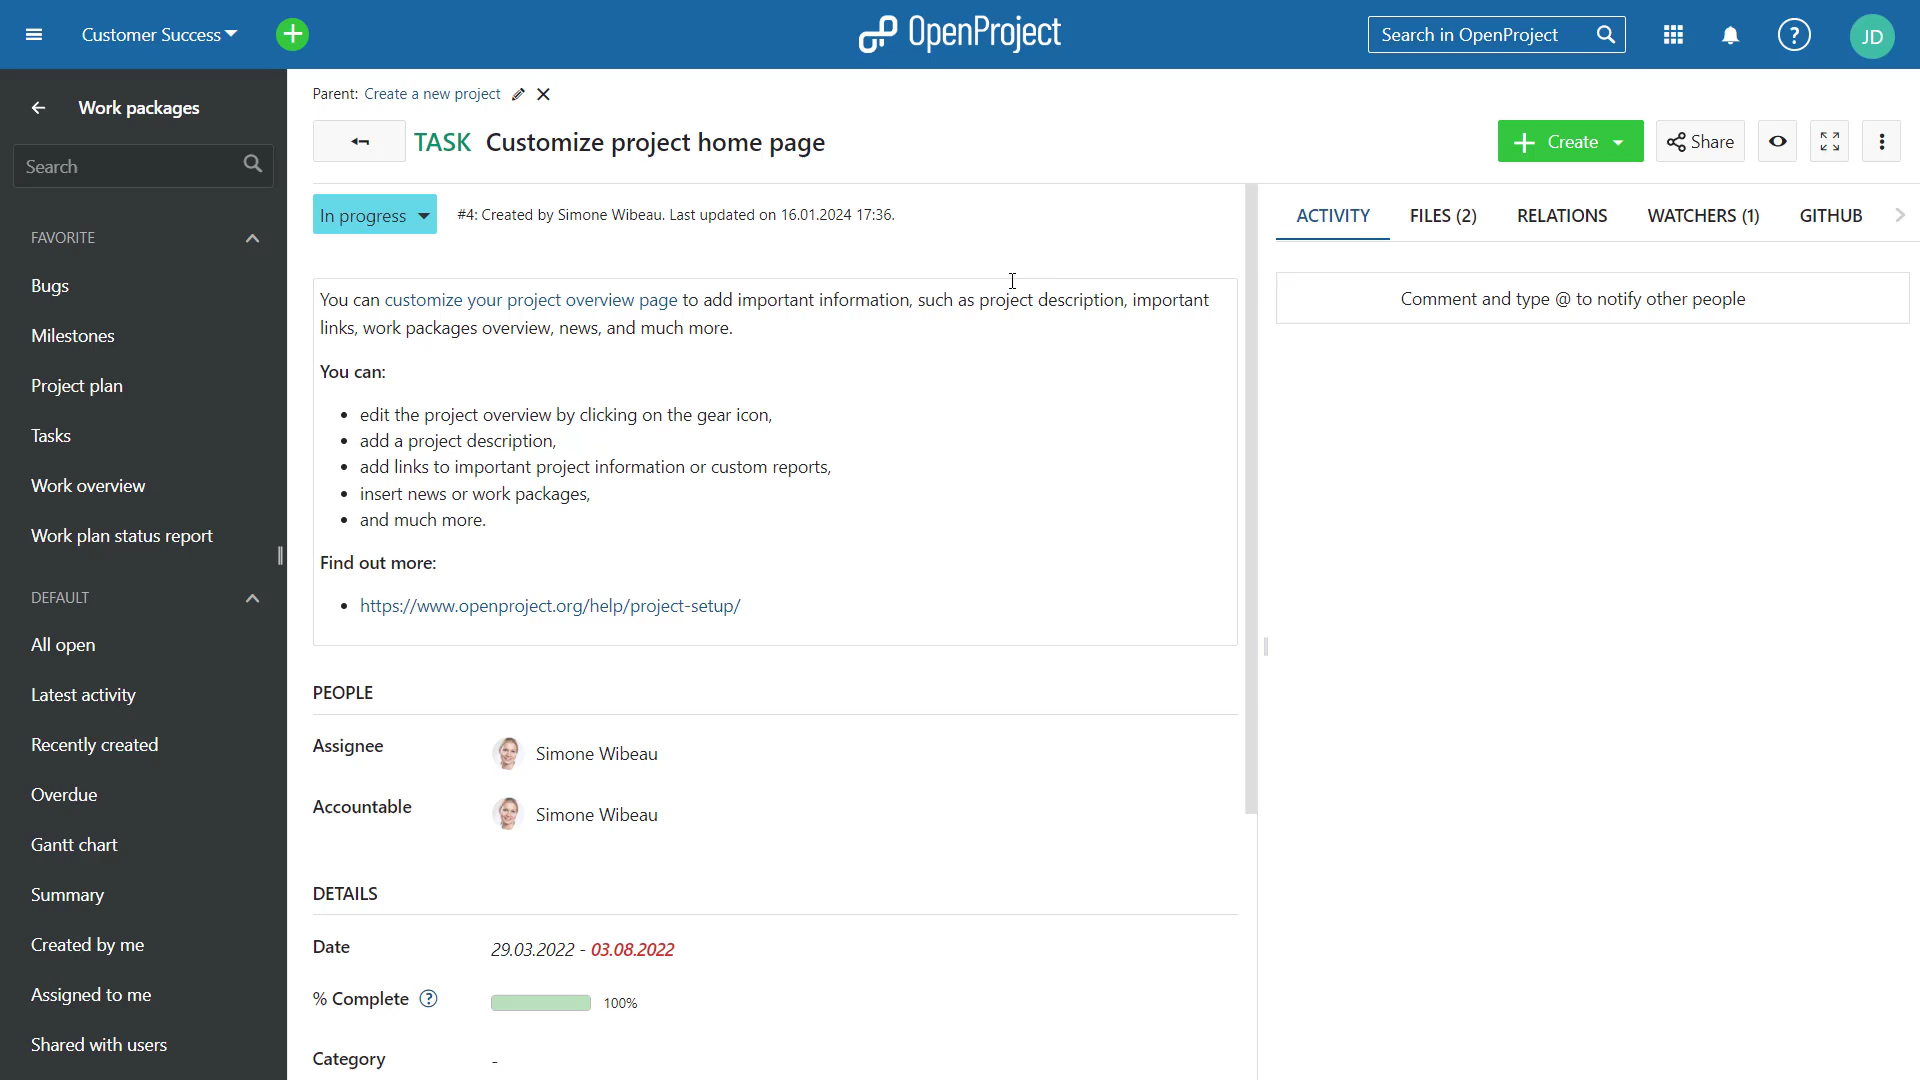 Customer Success
OpenProject
Search in OpenProject
?
JD
Work packages
Search
FAVORITE
Bugs
Milestones
Project plan
Tasks
Work overview
Work plan status report
DEFAULT
All open
Latest activity
Recently created
Overdue
Gantt chart
Summary
Created by me
Assigned to me
Shared with users
Parent: Create a new project
TASK Customize project home page
Create
Share
In progress
#4: Created by Simone Wibeau. Last updated on 16.01.2024 17:36.
You can customize your project overview page to add important information, such as project description, important
links, work packages overview, news, and much more.
You can:
• edit the project overview by clicking on the gear icon,
• add a project description,
• add links to important project information or custom reports,
• insert news or work packages,
• and much more.
Find out more:
• https://www.openproject.org/help/project-setup/
PEOPLE
Assignee Simone Wibeau
Accountable Simone Wibeau
DETAILS
Date 29.03.2022 - 03.08.2022
% Complete ? 100%
Category -
ACTIVITY FILES (2) RELATIONS WATCHERS (1) GITHUB
Comment and type @ to notify other people